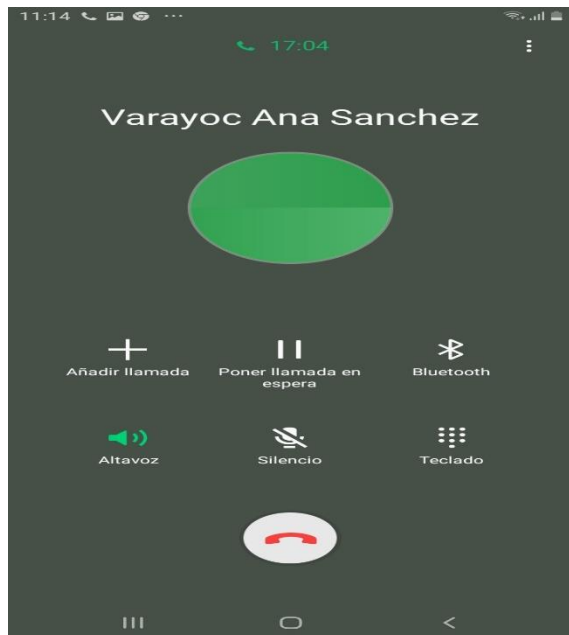 11:14
17:04
Varayoc Ana Sanchez
Añadir llamada
Poner llamada en
espera
Bluetooth
Altavoz
Silencio
Teclado